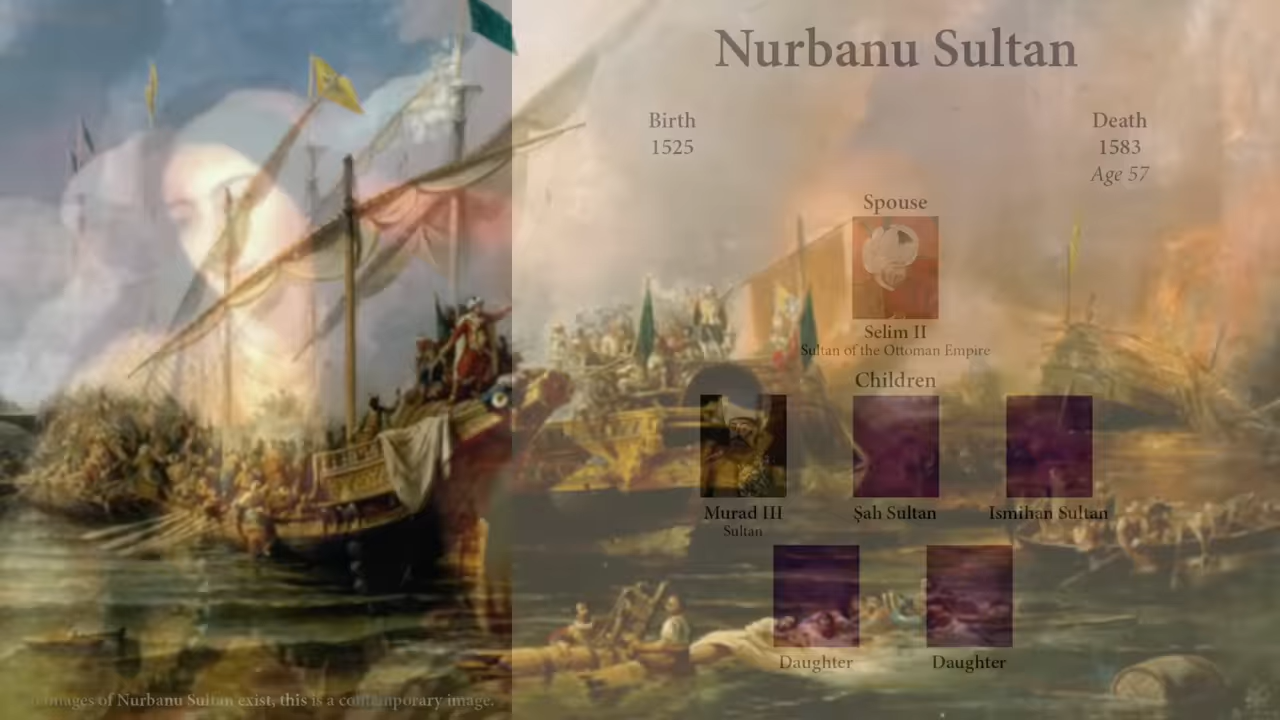 Nurbanu Sultan
Birth
1525
Death
1583
Age 57
Spouse
Selim II
Sultan of the Ottoman Empire
Children
Murad III
Sultan
Şah Sultan
Ismihan Sultan
Daughter
Daughter
images of Nurbanu Sultan exist, this is a contemporary image.